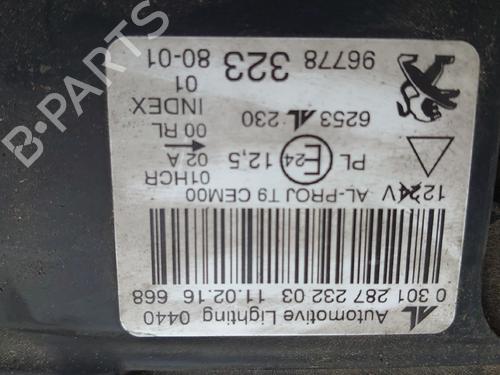 Automotive Lighting 0440
0 301 287 232 03 11.02.16 668
1224V AL-PROJ T9 CEM00
01HCR
PL E24 12,5 02 A
00 RL
6253 AL 230 INDEX
01
96778 323 80-01
B-PARTS